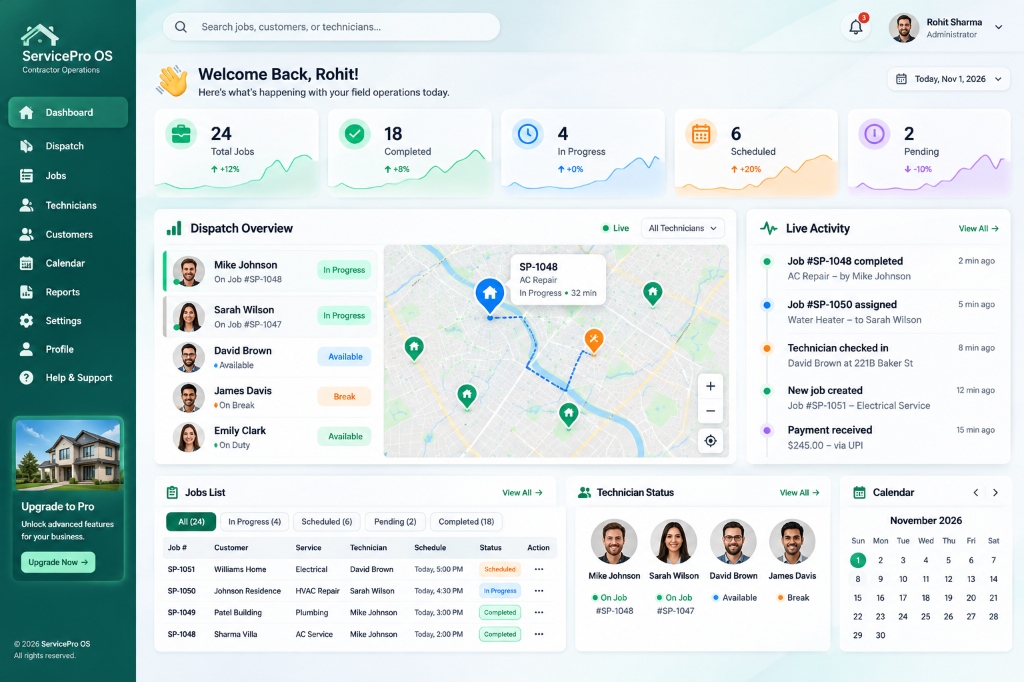 ServicePro OS
Contractor Operations
Dashboard
Dispatch
Jobs
Technicians
Customers
Calendar
Reports
Settings
Profile
Help & Support
Upgrade to Pro
Unlock advanced features
for your business.
Upgrade Now →
© 2026 ServicePro OS
All rights reserved.
Search jobs, customers, or technicians...
3
Rohit Sharma
Administrator
Welcome Back, Rohit!
Here's what's happening with your field operations today.
Today, Nov 1, 2026
24
Total Jobs
↑ +12%
18
Completed
↑ +8%
4
In Progress
↑ +0%
6
Scheduled
↑ +20%
2
Pending
↓ -10%
Dispatch Overview
Live
All Technicians
Mike Johnson
On Job #SP-1048
In Progress
Sarah Wilson
On Job #SP-1047
In Progress
David Brown
Available
Available
James Davis
On Break
Break
Emily Clark
On Duty
Available
SP-1048
AC Repair
In Progress • 32 min
+
−
Live Activity
View All →
Job #SP-1048 completed 2 min ago
AC Repair – by Mike Johnson
Job #SP-1050 assigned 5 min ago
Water Heater – to Sarah Wilson
Technician checked in 8 min ago
David Brown at 221B Baker St
New job created 12 min ago
Job #SP-1051 – Electrical Service
Payment received 15 min ago
$245.00 – via UPI
Jobs List
View All →
All (24) In Progress (4) Scheduled (6) Pending (2) Completed (18)
Job # Customer Service Technician Schedule Status Action
SP-1051 Williams Home Electrical David Brown Today, 5:00 PM Scheduled •••
SP-1050 Johnson Residence HVAC Repair Sarah Wilson Today, 4:30 PM In Progress •••
SP-1049 Patel Building Plumbing Mike Johnson Today, 3:00 PM Completed •••
SP-1048 Sharma Villa AC Service Mike Johnson Today, 2:00 PM Completed •••
Technician Status
View All →
Mike Johnson Sarah Wilson David Brown James Davis
On Job On Job Available Break
#SP-1048 #SP-1047
Calendar
November 2026
Sun Mon Tue Wed Thu Fri Sat
1 2 3 4 5 6 7
8 9 10 11 12 13 14
15 16 17 18 19 20 21
22 23 24 25 26 27 28
29 30